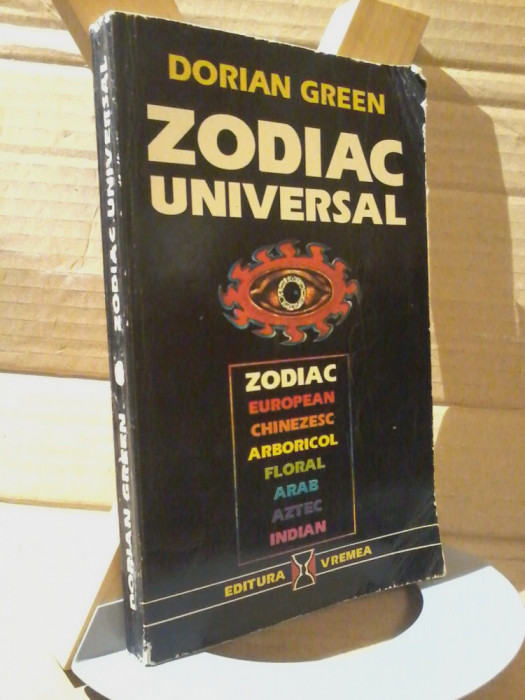 DORIAN GREEN
ZODIAC
UNIVERSAL
ZODIAC
EUROPEAN
CHINEZESC
ARBORICOL
FLORAL
ARAB
AZTEC
INDIAN
EDITURA VREMEA
DORIAN GREEN ZODIAC UNIVERSAL